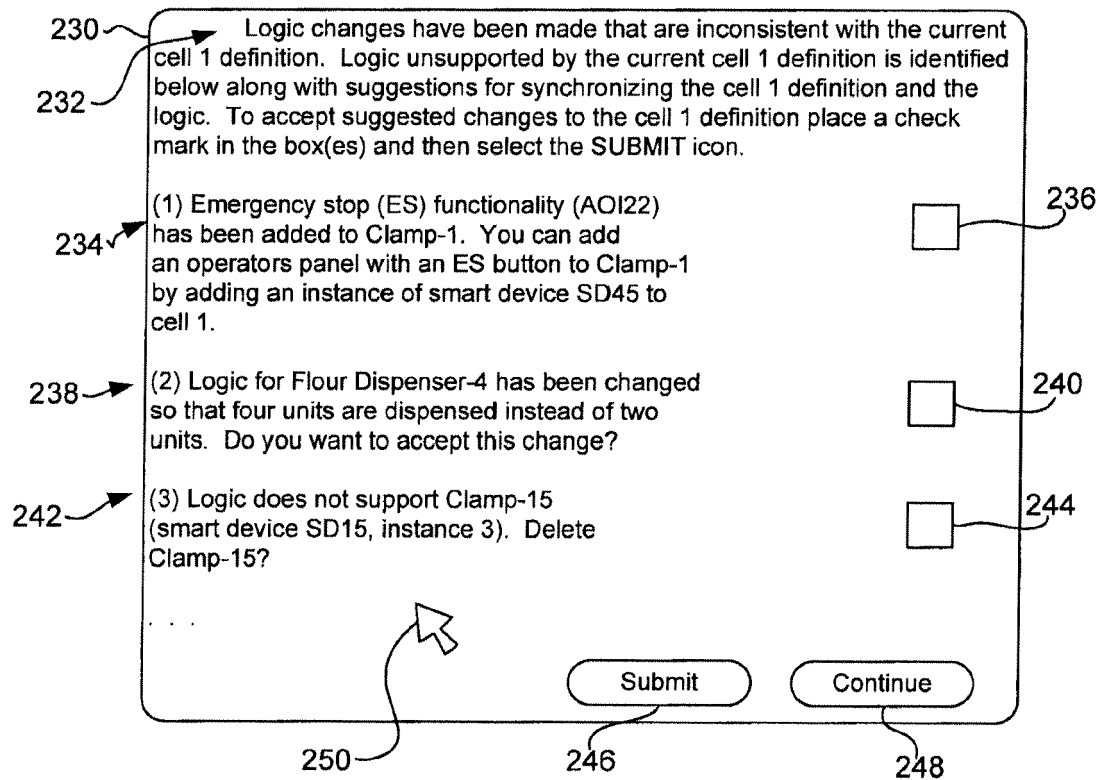 230
Logic changes have been made that are inconsistent with the current
cell 1 definition. Logic unsupported by the current cell 1 definition is identified
232
below along with suggestions for synchronizing the cell 1 definition and the
logic. To accept suggested changes to the cell 1 definition place a check
mark in the box(es) and then select the SUBMIT icon.
(1) Emergency stop (ES) functionality (AOI22)
236
234
has been added to Clamp-1. You can add
an operators panel with an ES button to Clamp-1
by adding an instance of smart device SD45 to
cell 1.
238
(2) Logic for Flour Dispenser-4 has been changed
240
so that four units are dispensed instead of two
units. Do you want to accept this change?
242
(3) Logic does not support Clamp-15
244
(smart device SD15, instance 3). Delete
Clamp-15?
. . .
Submit
Continue
250
246
248